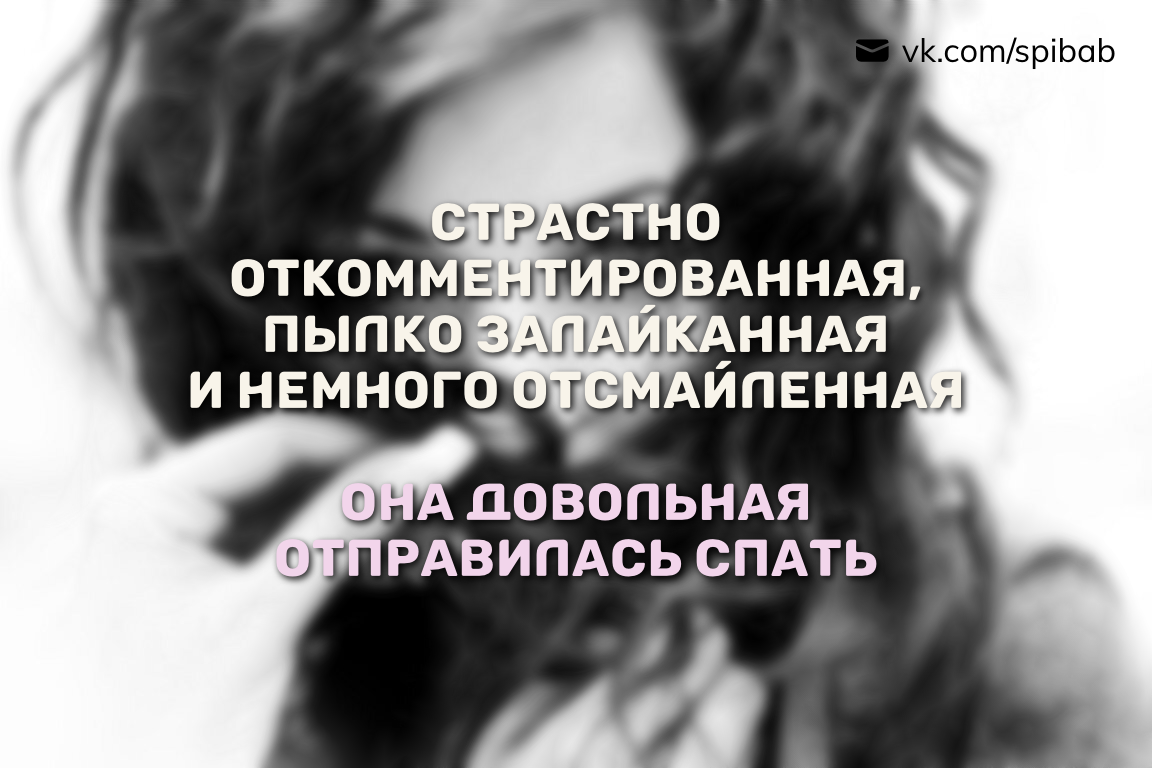 vk.com/spibab
СТРАСТНО
ОТКОММЕНТИРОВАННАЯ,
ПЫЛКО ЗАЛАЙКАННАЯ
И НЕМНОГО ОТСМАЙЛЕННАЯ
ОНА ДОВОЛЬНАЯ
ОТПРАВИЛАСЬ СПАТЬ